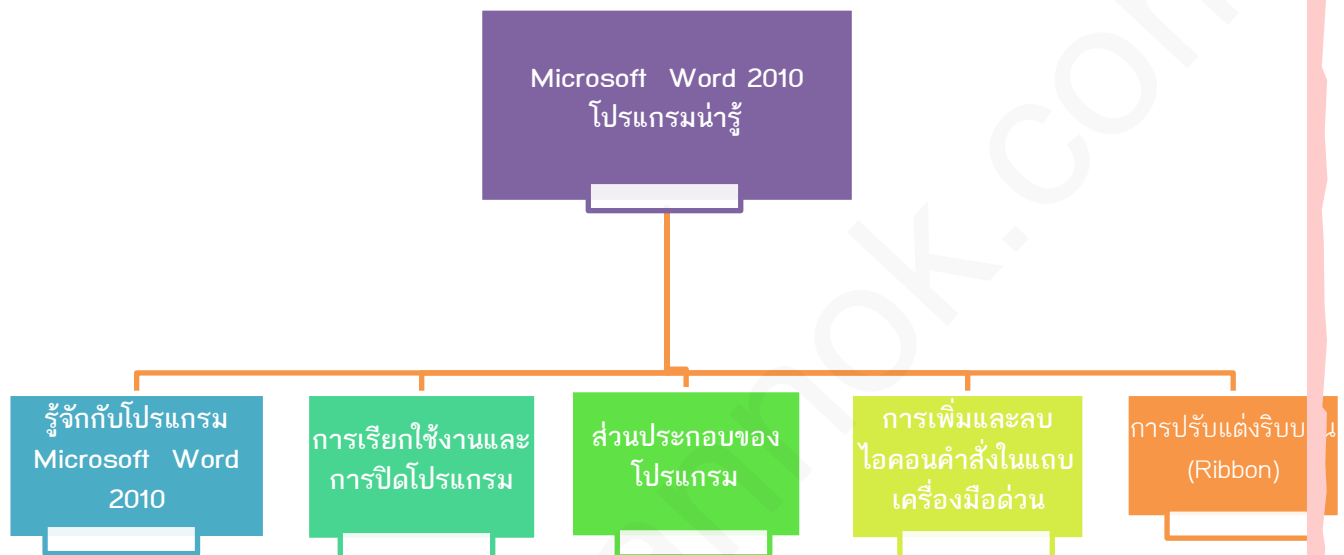 Microsoft Word 2010
โปรแกรมน่ารู้
รู้จักกับโปรแกรม
Microsoft Word
2010
การเรียกใช้งานและ
การปิดโปรแกรม
ส่วนประกอบของ
โปรแกรม
การเพิ่มและลบ
ไอคอนคำสั่งในแถบ
เครื่องมือด่วน
การปรับแต่งริบบอน
(Ribbon)